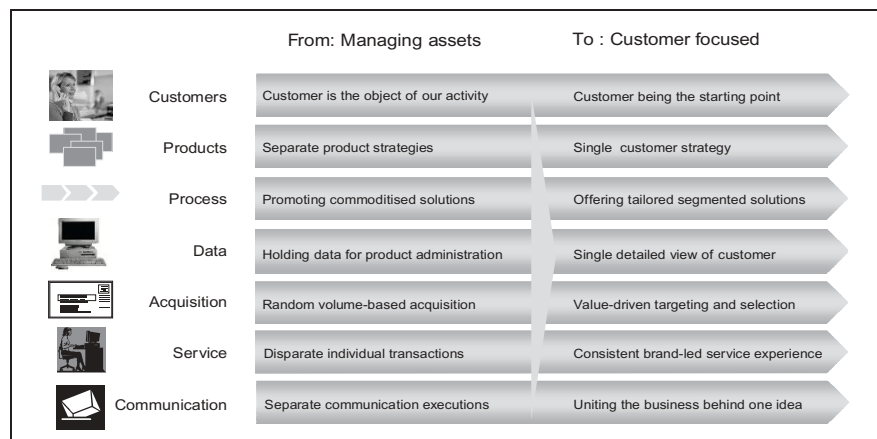 From: Managing assets To : Customer focused
Customers Customer is the object of our activity Customer being the starting point
Products Separate product strategies Single customer strategy
Process Promoting commoditised solutions Offering tailored segmented solutions
Data Holding data for product administration Single detailed view of customer
Acquisition Random volume-based acquisition Value-driven targeting and selection
Service Disparate individual transactions Consistent brand-led service experience
Communication Separate communication executions Uniting the business behind one idea